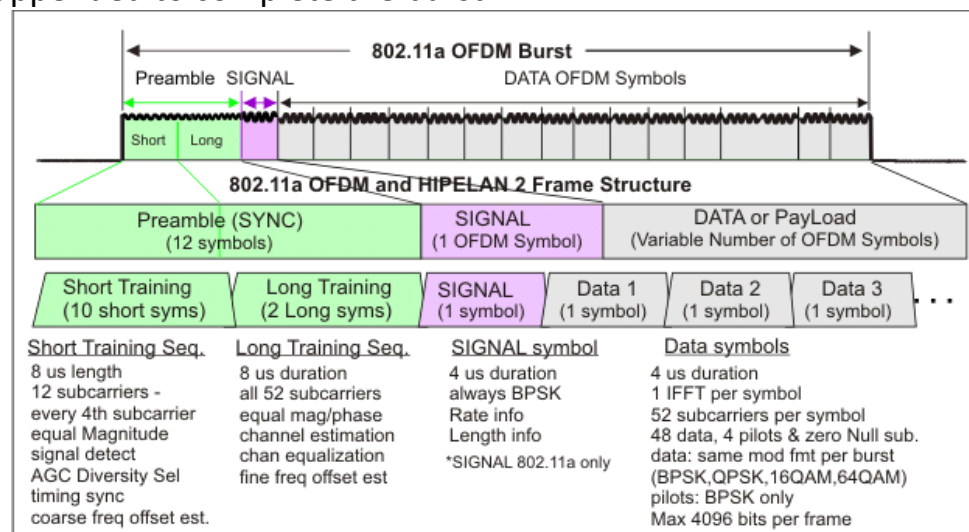 802.11a OFDM Burst
Preamble SIGNAL DATA OFDM Symbols
Short Long
802.11a OFDM and HIPELAN 2 Frame Structure
Preamble (SYNC)
(12 symbols)
SIGNAL
(1 OFDM Symbol)
DATA or PayLoad
(Variable Number of OFDM Symbols)
Short Training
(10 short syms)
Long Training
(2 Long syms)
SIGNAL
(1 symbol)
Data 1
(1 symbol)
Data 2
(1 symbol)
Data 3
(1 symbol)
. . .
Short Training Seq.
8 us length
12 subcarriers -
every 4th subcarrier
equal Magnitude
signal detect
AGC Diversity Sel
timing sync
coarse freq offset est.
Long Training Seq.
8 us duration
all 52 subcarriers
equal mag/phase
channel estimation
chan equalization
fine freq offset est
SIGNAL symbol
4 us duration
always BPSK
Rate info
Length info
*SIGNAL 802.11a only
Data symbols
4 us duration
1 IFFT per symbol
52 subcarriers per symbol
48 data, 4 pilots & zero Null sub.
data: same mod fmt per burst
(BPSK,QPSK,16QAM,64QAM)
pilots: BPSK only
Max 4096 bits per frame